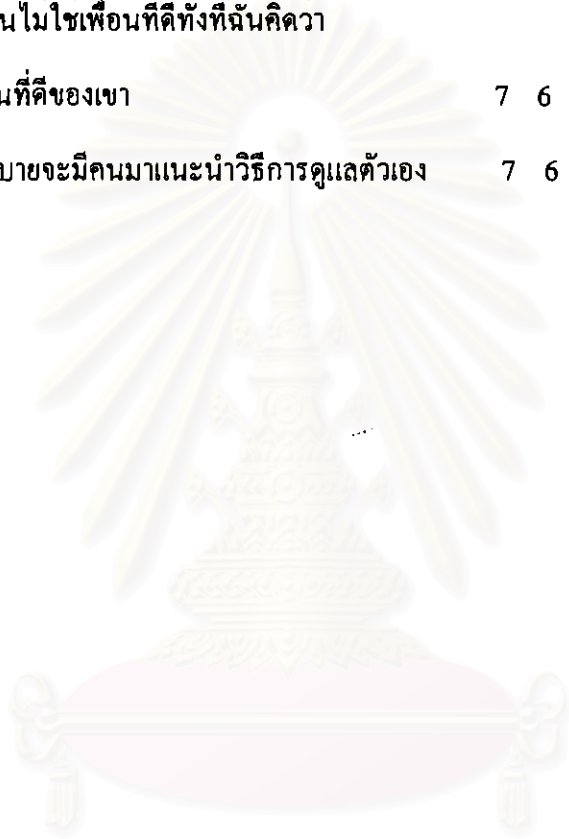 นไม่ใช่เพื่อนที่ดีทั้งที่ฉันคิดว่า
นที่ดีของเขา 7 6
บายจะมีคนมาแนะนำวิธีการดูแลตัวเอง 7 6